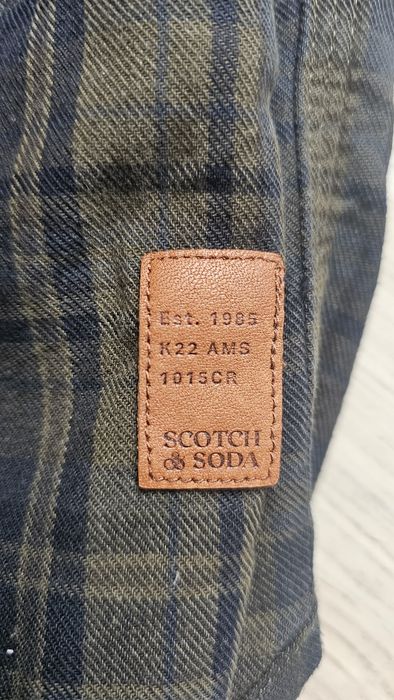 Est. 1985
K22 AMS
1015CR
SCOTCH
& SODA